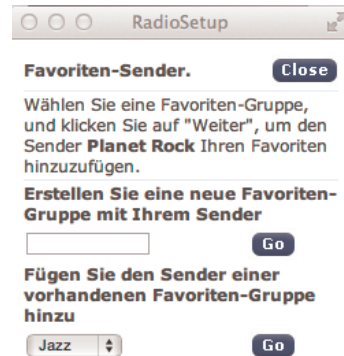 RadioSetup
Favoriten-Sender. Close
Wählen Sie eine Favoriten-Gruppe,
und klicken Sie auf "Weiter", um den
Sender Planet Rock Ihren Favoriten
hinzuzufügen.
Erstellen Sie eine neue Favoriten-
Gruppe mit Ihrem Sender
Go
Fügen Sie den Sender einer
vorhandenen Favoriten-Gruppe
hinzu
Jazz Go